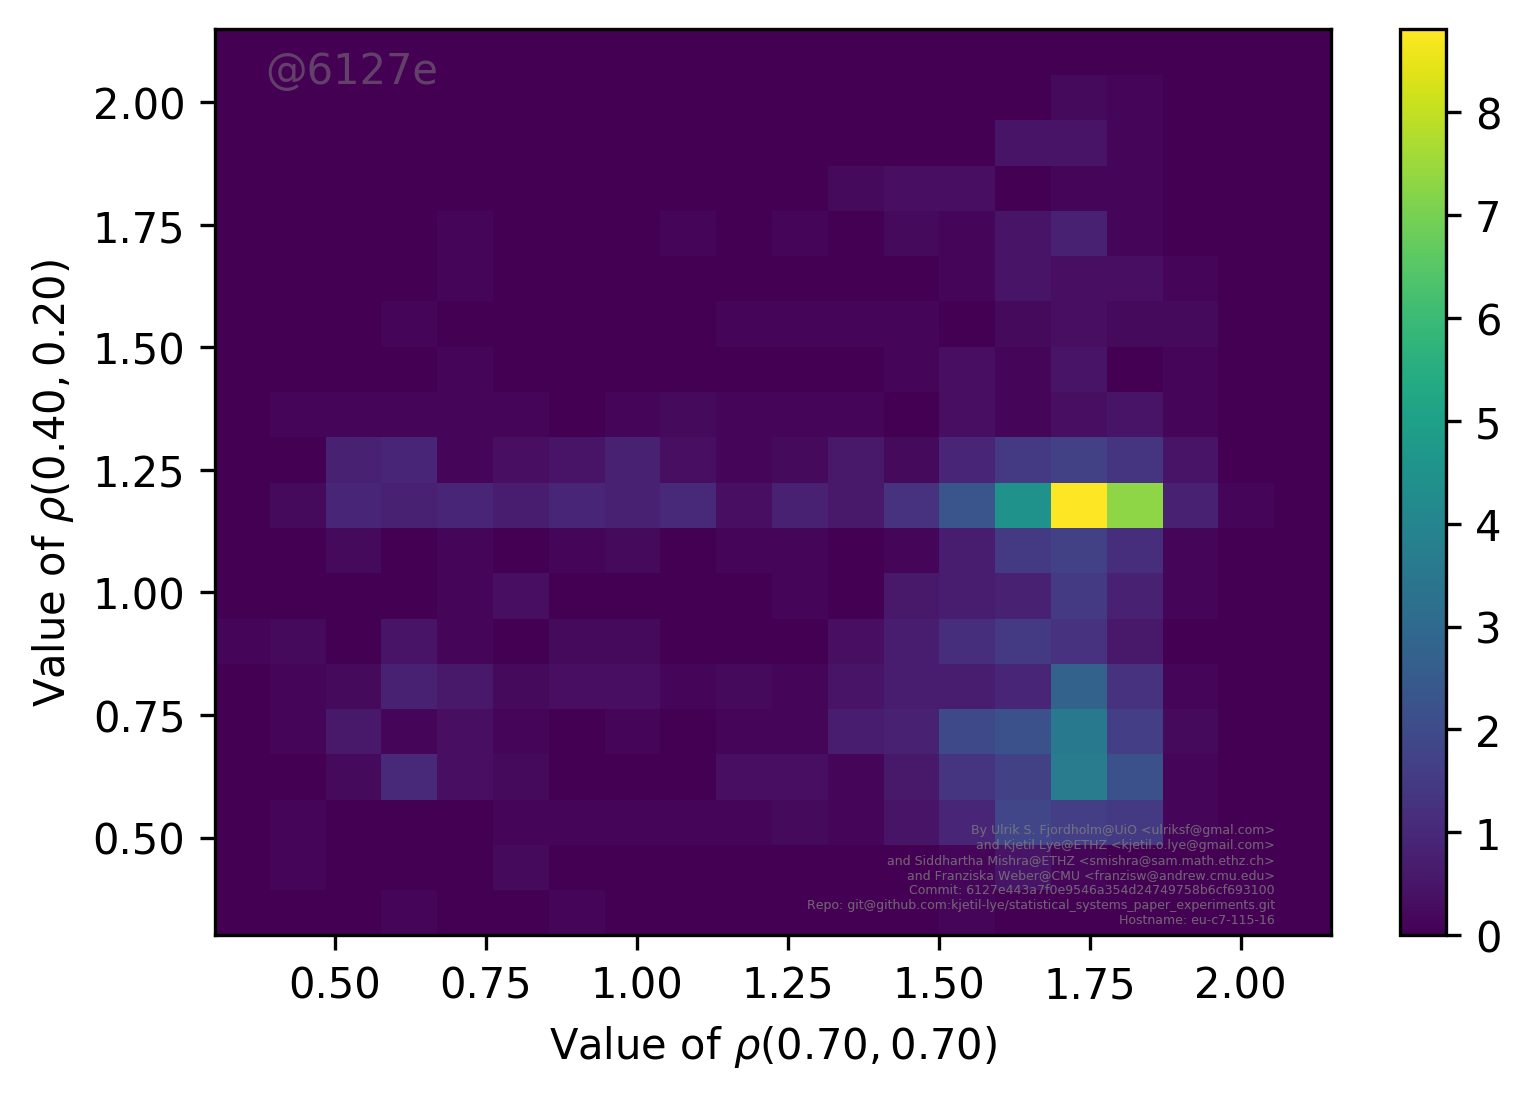 @6127e
2.00
1.75
1.50
1.25
1.00
0.75
0.50
Value of ρ(0.40, 0.20)
0.50 0.75 1.00 1.25 1.50 1.75 2.00
Value of ρ(0.70, 0.70)
8
7
6
5
4
3
2
1
0
By Ulrik S. Fjordholm@UiO <ulriksf@gmal.com>
and Kjetil Lye@ETHZ <kjetil.o.lye@gmail.com>
and Siddhartha Mishra@ETHZ <smishra@sam.math.ethz.ch>
and Franziska Weber@CMU <franzisw@andrew.cmu.edu>
Commit: 6127e443a7f0e9546a354d24749758b6cf693100
Repo: git@github.com:kjetil-lye/statistical_systems_paper_experiments.git
Hostname: eu-c7-115-16